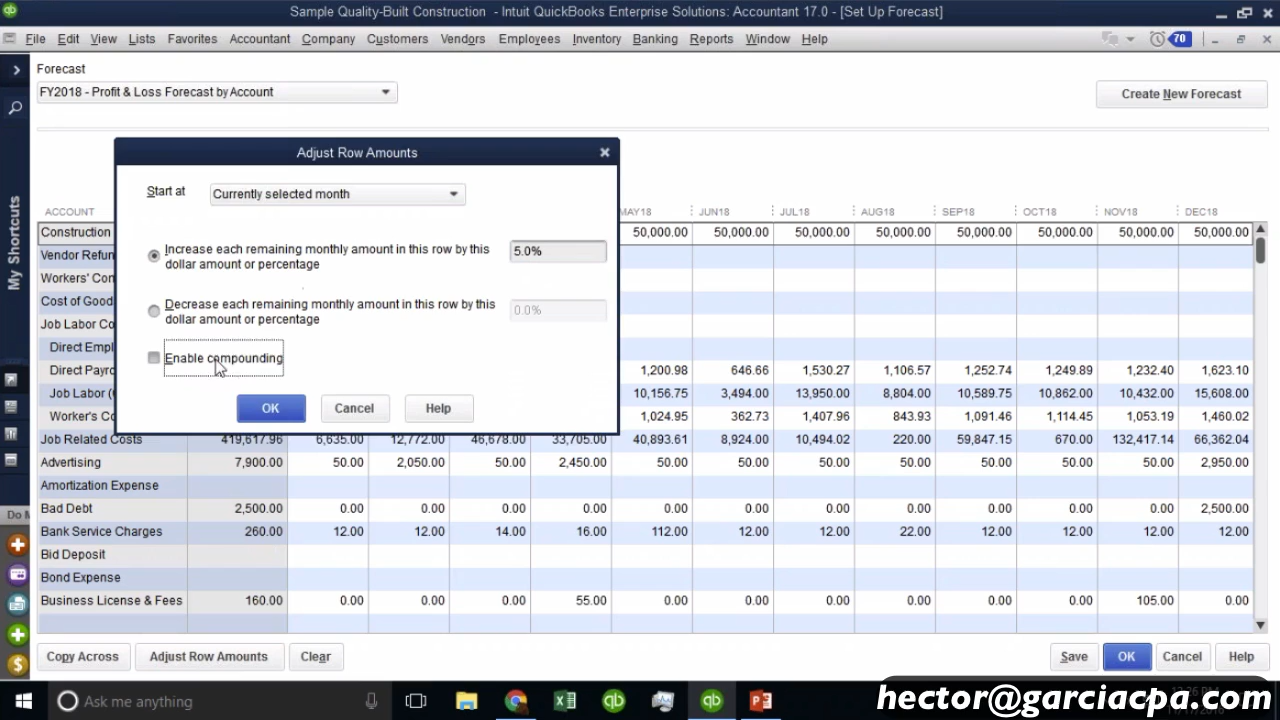 Sample Quality-Built Construction - Intuit QuickBooks Enterprise Solutions: Accountant 17.0 - [Set Up Forecast]
File Edit View Lists Favorites Accountant Company Customers Vendors Employees Inventory Banking Reports Window Help 70
Forecast
FY2018 - Profit & Loss Forecast by Account
Create New Forecast
My Shortcuts
Adjust Row Amounts
Start at Currently selected month
Increase each remaining monthly amount in this row by this
dollar amount or percentage
5.0%
Decrease each remaining monthly amount in this row by this
dollar amount or percentage
0.0%
Enable compounding
OK Cancel Help
ACCOUNT MAY18 JUN18 JUL18 AUG18 SEP18 OCT18 NOV18 DEC18
Construction 50,000.00 50,000.00 50,000.00 50,000.00 50,000.00 50,000.00 50,000.00 50,000.00
Vendor Refun
Workers' Con
Cost of Good
Job Labor Co
Direct Empl
Direct Payro 1,200.98 646.66 1,530.27 1,106.57 1,252.74 1,249.89 1,232.40 1,623.10
Job Labor ( 10,156.75 3,494.00 13,950.00 8,804.00 10,589.75 10,862.00 10,432.00 15,608.00
Worker's Co 1,024.95 362.73 1,407.96 843.93 1,091.46 1,114.45 1,053.19 1,460.02
Job Related Costs 419,617.96 6,635.00 12,772.00 46,678.00 33,705.00 40,893.61 8,924.00 10,494.02 220.00 59,847.15 670.00 132,417.14 66,362.04
Advertising 7,900.00 50.00 2,050.00 50.00 2,450.00 50.00 50.00 50.00 50.00 50.00 50.00 50.00 2,950.00
Amortization Expense
Bad Debt 2,500.00 0.00 0.00 0.00 0.00 0.00 0.00 0.00 0.00 0.00 0.00 0.00 2,500.00
Bank Service Charges 260.00 12.00 12.00 14.00 16.00 112.00 12.00 12.00 22.00 12.00 12.00 12.00 12.00
Bid Deposit
Bond Expense
Business License & Fees 160.00 0.00 0.00 0.00 55.00 0.00 0.00 0.00 0.00 0.00 0.00 105.00 0.00
Do M
Copy Across Adjust Row Amounts Clear Save OK Cancel Help
Ask me anything
hector@garciacpa.com